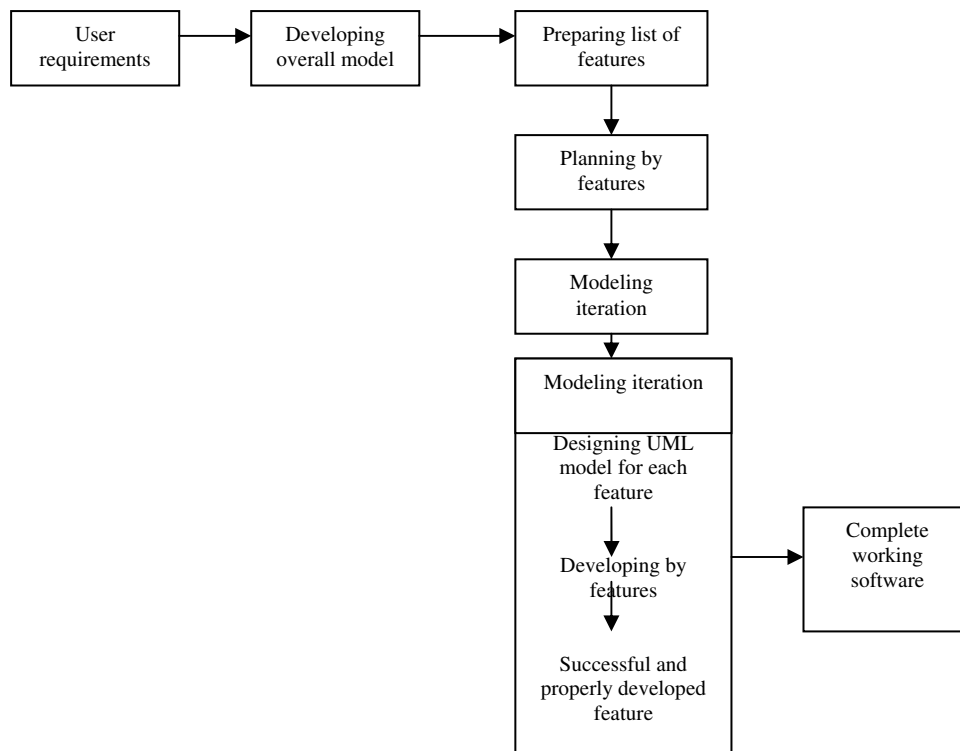 User
requirements
Developing
overall model
Preparing list of
features
Planning by
features
Modeling
iteration
Modeling iteration
Designing UML
model for each
feature
Developing by
features
Successful and
properly developed
feature
Complete
working
software